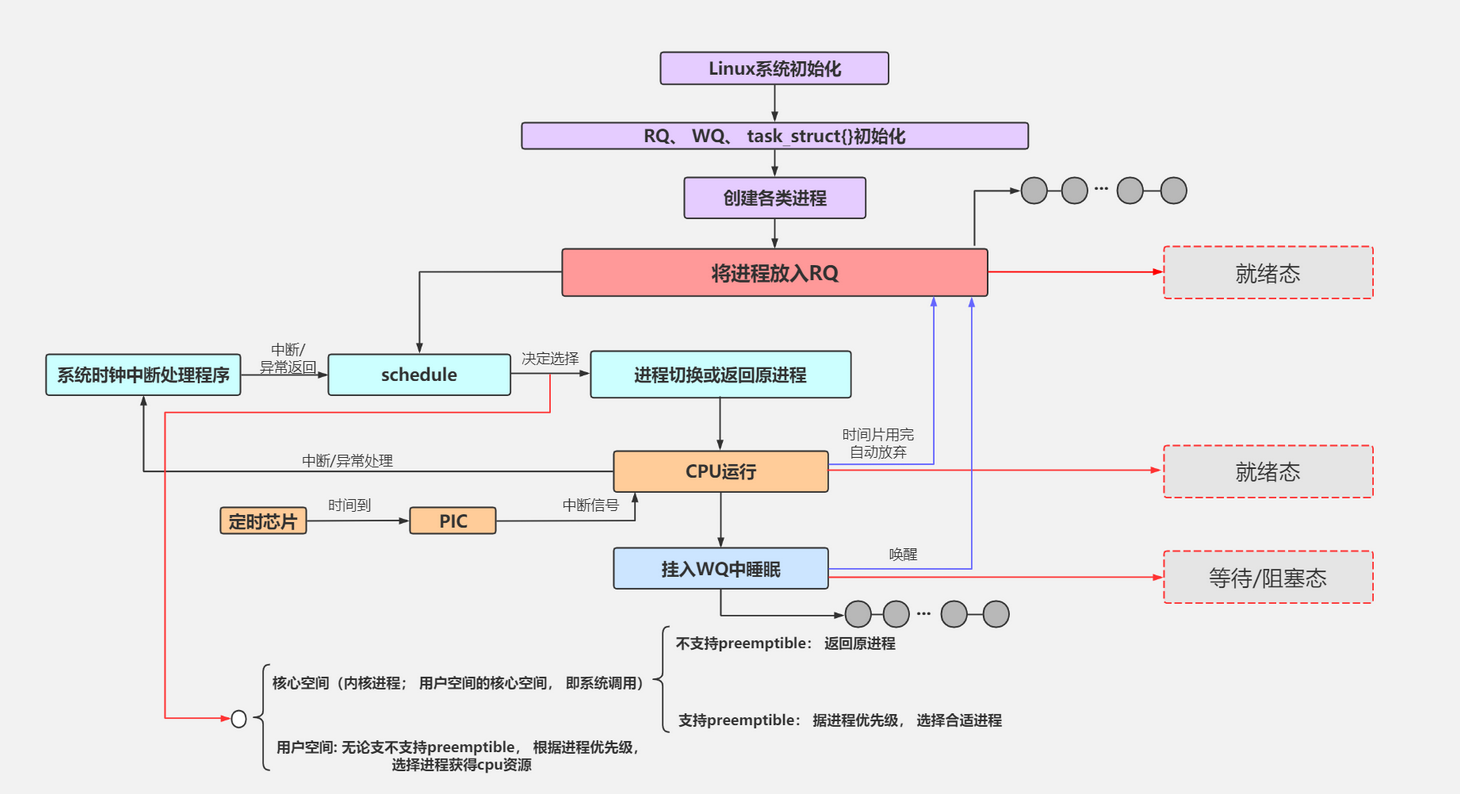 Linux系统初始化
RQ、 WQ、 task_struct{}初始化
创建各类进程
将进程放入RQ
就绪态
系统时钟中断处理程序
中断/
异常返回
schedule
决定选择
进程切换或返回原进程
时间片用完
自动放弃
中断/异常处理
CPU运行
就绪态
定时芯片
时间到
PIC
中断信号
挂入WQ中睡眠
唤醒
等待/阻塞态
不支持preemptible： 返回原进程
核心空间（内核进程； 用户空间的核心空间， 即系统调用）
支持preemptible： 据进程优先级， 选择合适进程
用户空间: 无论支不支持preemptible， 根据进程优先级，
选择进程获得cpu资源